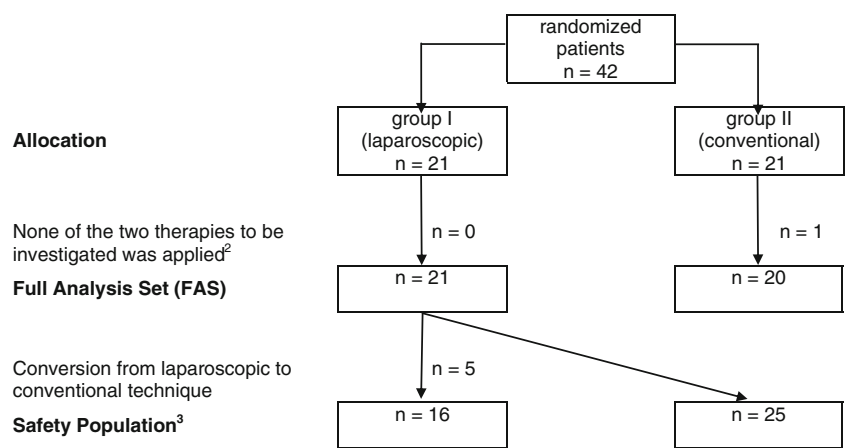 randomized
patients
n = 42
Allocation
group I
(laparoscopic)
n = 21
group II
(conventional)
n = 21
None of the two therapies to be
investigated was applied²
n = 0
n = 1
Full Analysis Set (FAS)
n = 21
n = 20
Conversion from laparoscopic to
conventional technique
n = 5
Safety Population³
n = 16
n = 25